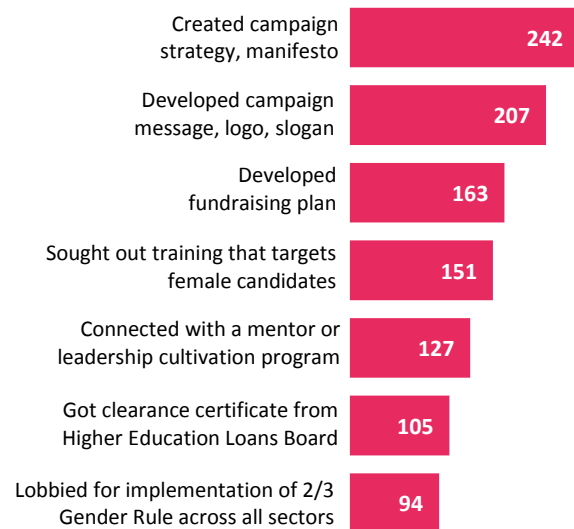 Created campaign
strategy, manifesto
242
Developed campaign
message, logo, slogan
207
Developed
fundraising plan
163
Sought out training that targets
female candidates
151
Connected with a mentor or
leadership cultivation program
127
Got clearance certificate from
Higher Education Loans Board
105
Lobbied for implementation of 2/3
Gender Rule across all sectors
94